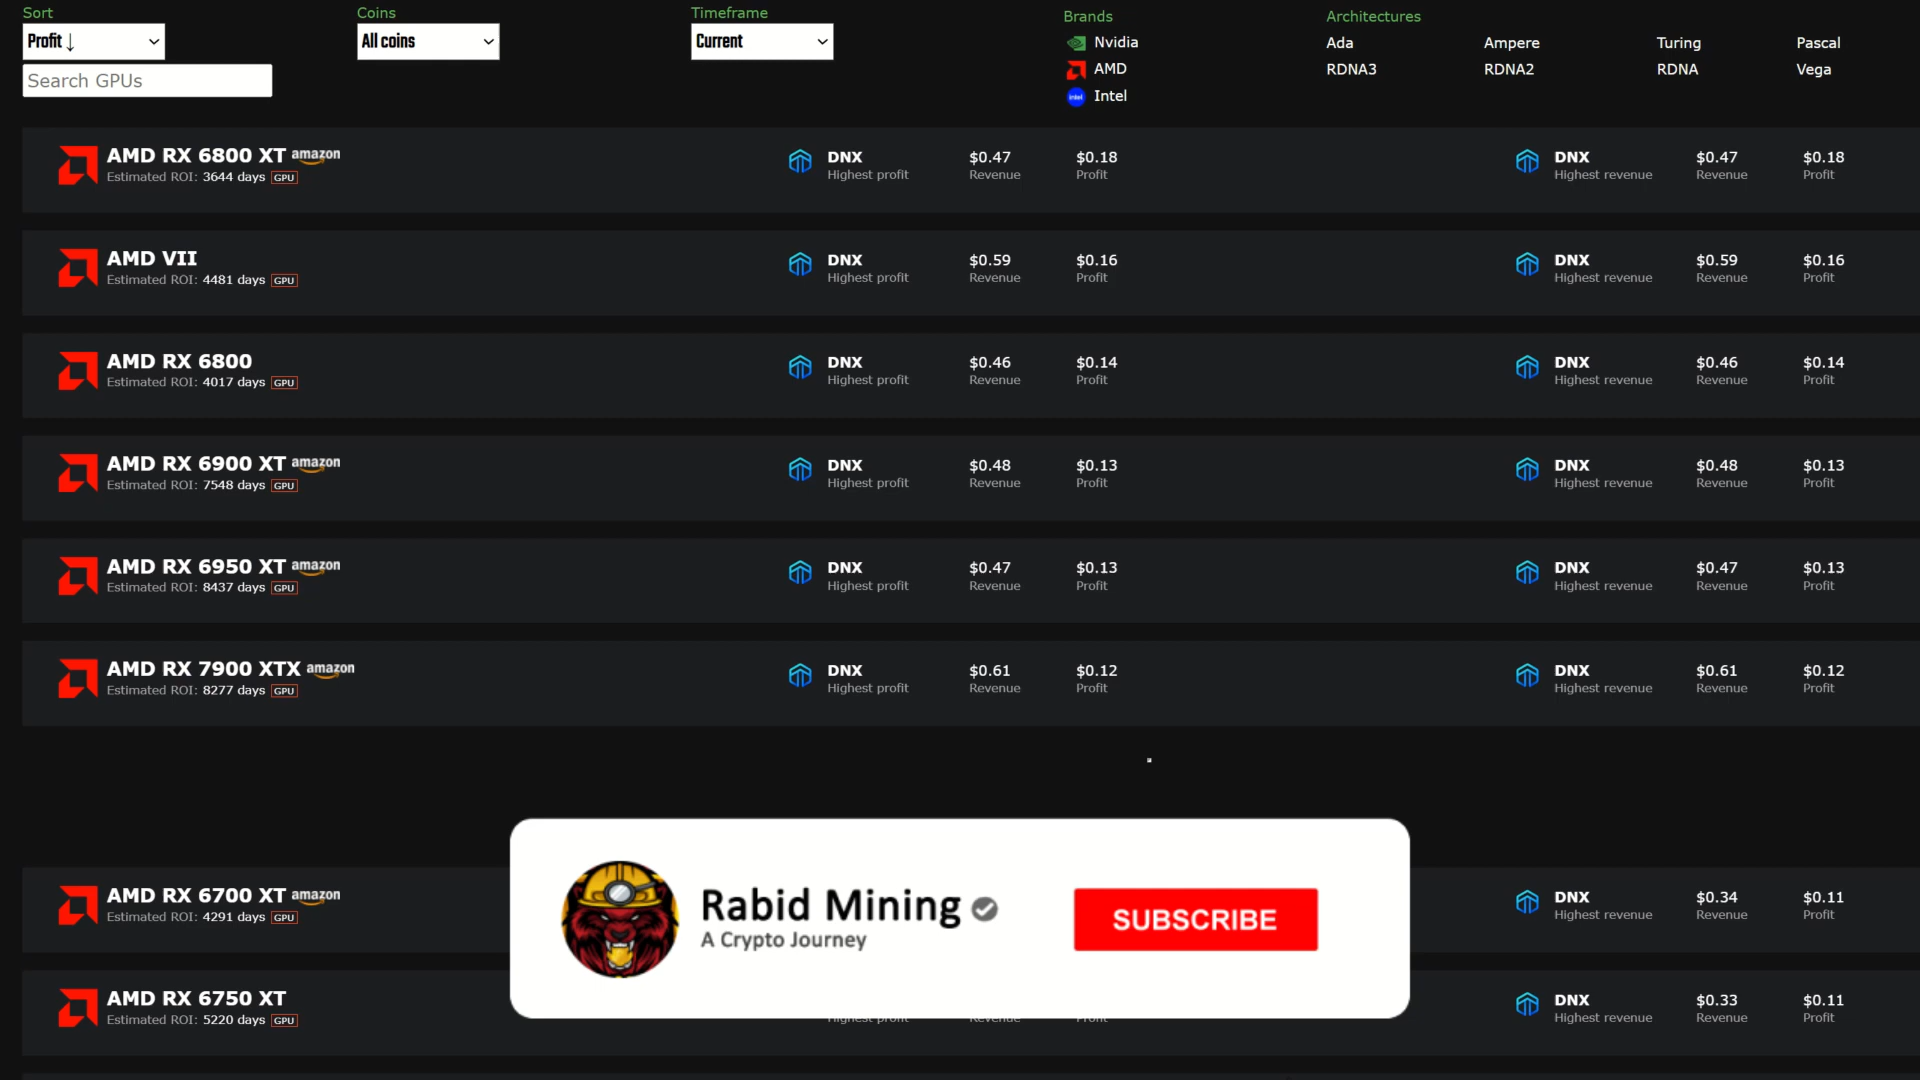 Sort
Profit ↓
Search GPUs
Coins
All coins
Timeframe
Current
Brands
Nvidia
AMD
Intel
Architectures
Ada Ampere Turing Pascal
RDNA3 RDNA2 RDNA Vega
AMD RX 6800 XT amazon
Estimated ROI: 3644 days GPU
DNX $0.47 $0.18
Highest profit Revenue Profit
DNX $0.47 $0.18
Highest revenue Revenue Profit
AMD VII
Estimated ROI: 4481 days GPU
DNX $0.59 $0.16
Highest profit Revenue Profit
DNX $0.59 $0.16
Highest revenue Revenue Profit
AMD RX 6800
Estimated ROI: 4017 days GPU
DNX $0.46 $0.14
Highest profit Revenue Profit
DNX $0.46 $0.14
Highest revenue Revenue Profit
AMD RX 6900 XT amazon
Estimated ROI: 7548 days GPU
DNX $0.48 $0.13
Highest profit Revenue Profit
DNX $0.48 $0.13
Highest revenue Revenue Profit
AMD RX 6950 XT amazon
Estimated ROI: 8437 days GPU
DNX $0.47 $0.13
Highest profit Revenue Profit
DNX $0.47 $0.13
Highest revenue Revenue Profit
AMD RX 7900 XTX amazon
Estimated ROI: 8277 days GPU
DNX $0.61 $0.12
Highest profit Revenue Profit
DNX $0.61 $0.12
Highest revenue Revenue Profit
AMD RX 6700 XT amazon
Estimated ROI: 4291 days GPU
DNX $0.34 $0.11
Highest revenue Revenue Profit
Rabid Mining
A Crypto Journey
SUBSCRIBE
AMD RX 6750 XT
Estimated ROI: 5220 days GPU
DNX $0.33 $0.11
Highest revenue Revenue Profit